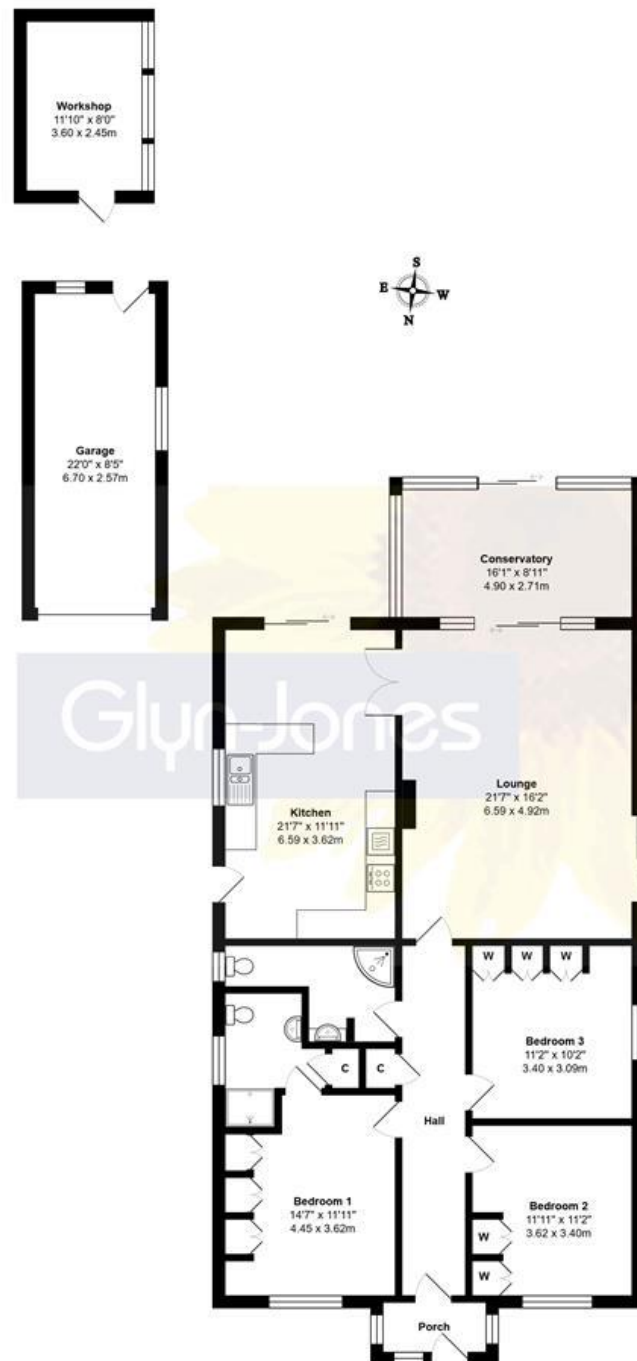 Workshop
11'10" x 8'0"
3.60 x 2.45m
S
E W
N
Garage
22'0" x 8'5"
6.70 x 2.57m
Conservatory
16'1" x 8'11"
4.90 x 2.71m
Glyn-Jones
Lounge
21'7" x 16'2"
6.59 x 4.92m
Kitchen
21'7" x 11'11"
6.59 x 3.62m
W W W
Bedroom 3
11'2" x 10'2"
3.40 x 3.09m
C C
Hall
Bedroom 1
14'7" x 11'11"
4.45 x 3.62m
Bedroom 2
11'11" x 11'2"
3.62 x 3.40m
W
W
Porch